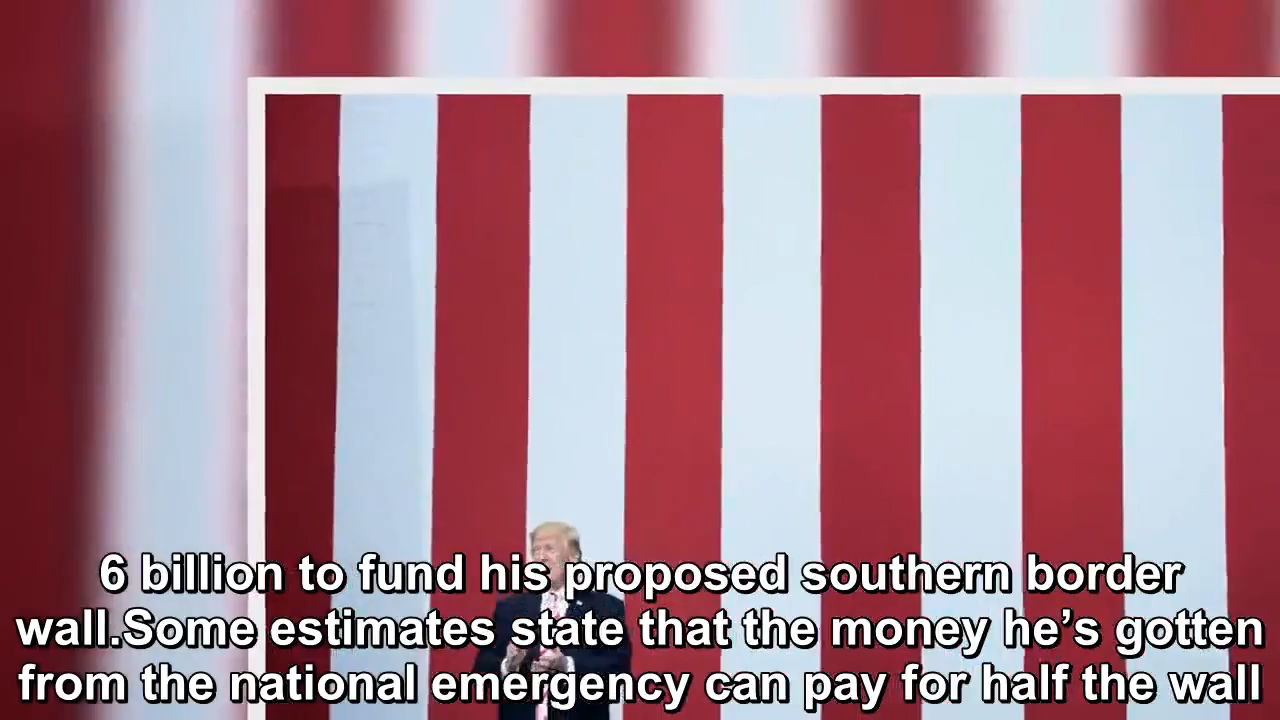 6 billion to fund his proposed southern border
wall.Some estimates state that the money he’s gotten
from the national emergency can pay for half the wall